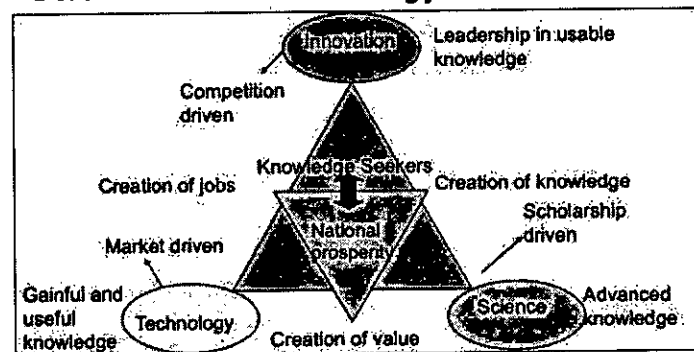 Innovation
Leadership in usable
knowledge
Competition
driven
Knowledge Seekers
Creation of jobs
Creation of knowledge
Scholarship
driven
National
prosperity
Market driven
Gainful and
useful
knowledge
Technology
Science
Advanced
knowledge
Creation of value